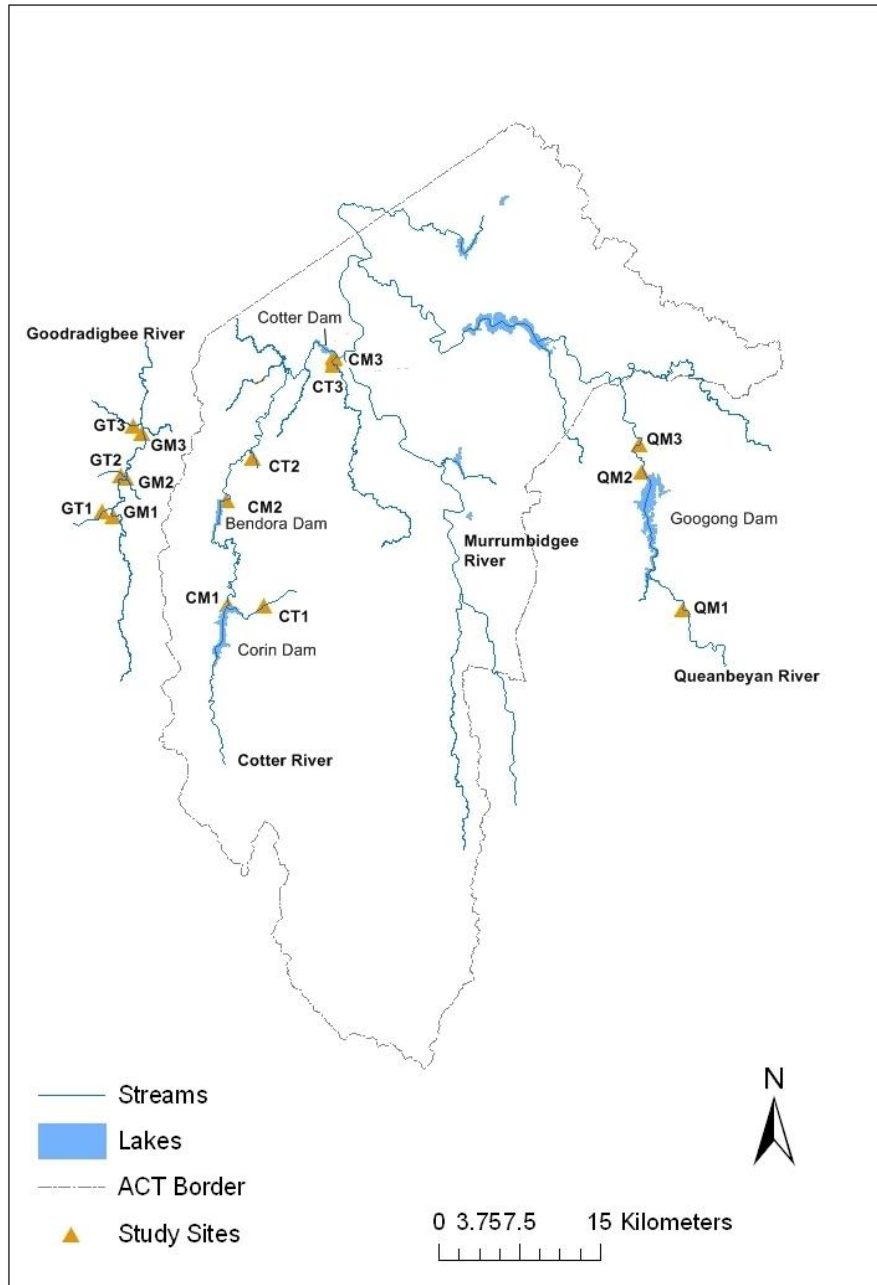 Cotter Dam
Goodradigbee River
CM3
CT3
GT3
GM3
QM3
GT2
CT2
QM2
GM2
CM2
GT1
GM1
Bendora Dam
Googong Dam
Murrumbidgee
River
CM1
CT1
QM1
Corin Dam
Queanbeyan River
Cotter River
Streams
Lakes
ACT Border
Study Sites
N
0 3.757.5 15 Kilometers